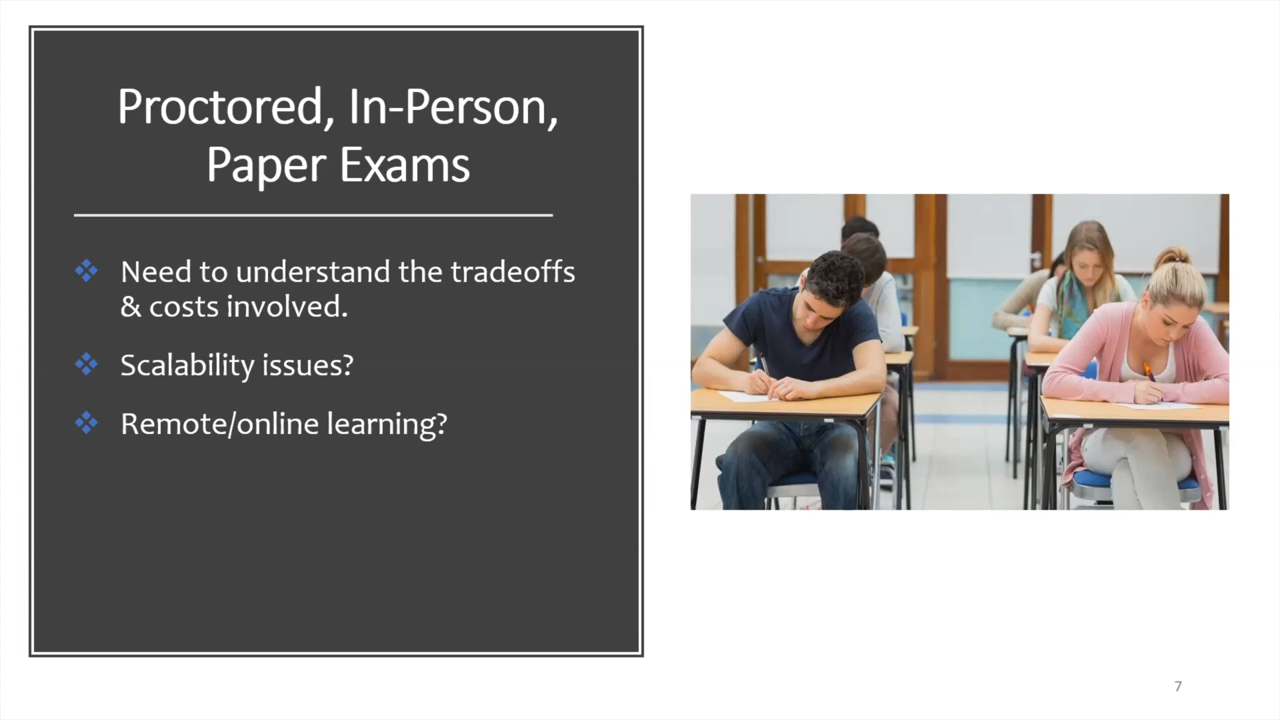 Proctored, In-Person,
Paper Exams
Need to understand the tradeoffs
& costs involved.
Scalability issues?
Remote/online learning?
7